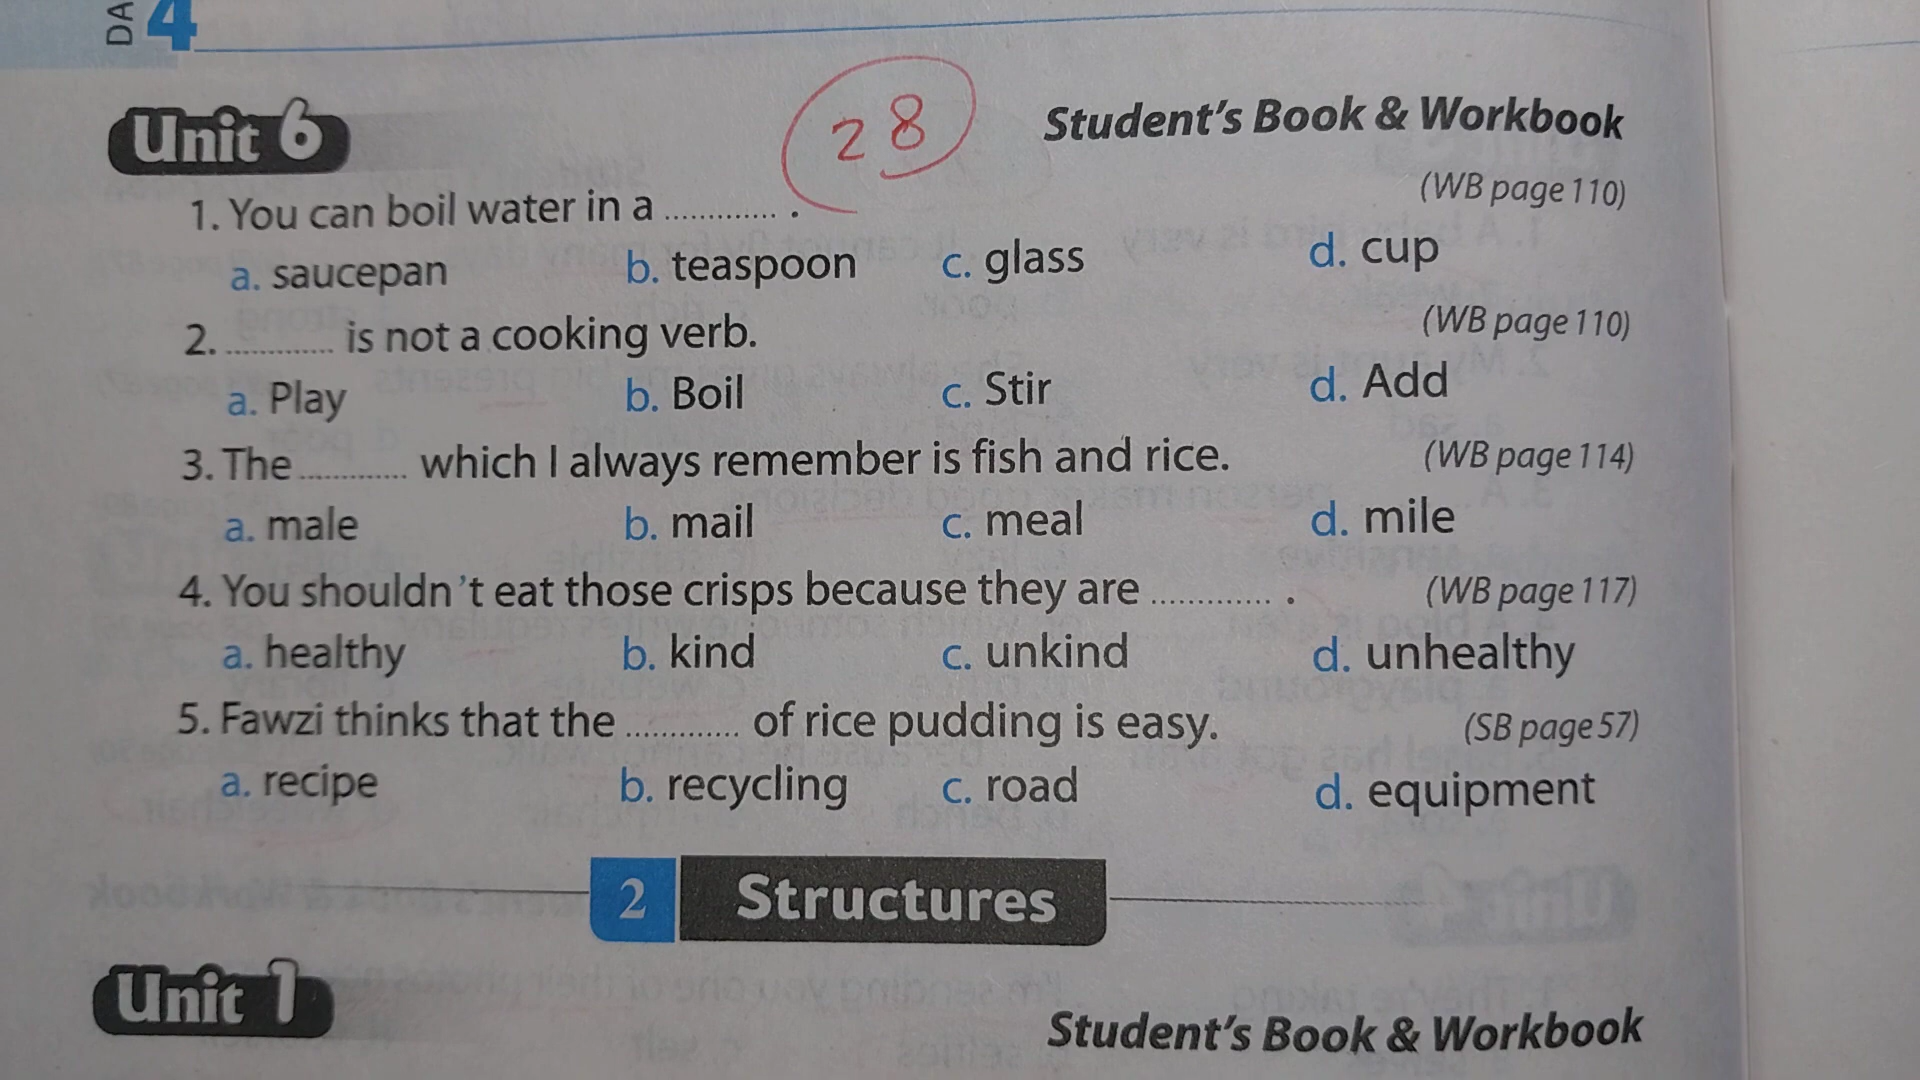 DA 4
Unit 6
28
Student's Book & Workbook
1. You can boil water in a ............. . (WB page 110)
a. saucepan b. teaspoon c. glass d. cup
2. ............. is not a cooking verb. (WB page 110)
a. Play b. Boil c. Stir d. Add
3. The ............. which I always remember is fish and rice. (WB page 114)
a. male b. mail c. meal d. mile
4. You shouldn't eat those crisps because they are ............. . (WB page 117)
a. healthy b. kind c. unkind d. unhealthy
5. Fawzi thinks that the ............. of rice pudding is easy. (SB page 57)
a. recipe b. recycling c. road d. equipment
2 Structures
Unit 1
Student's Book & Workbook